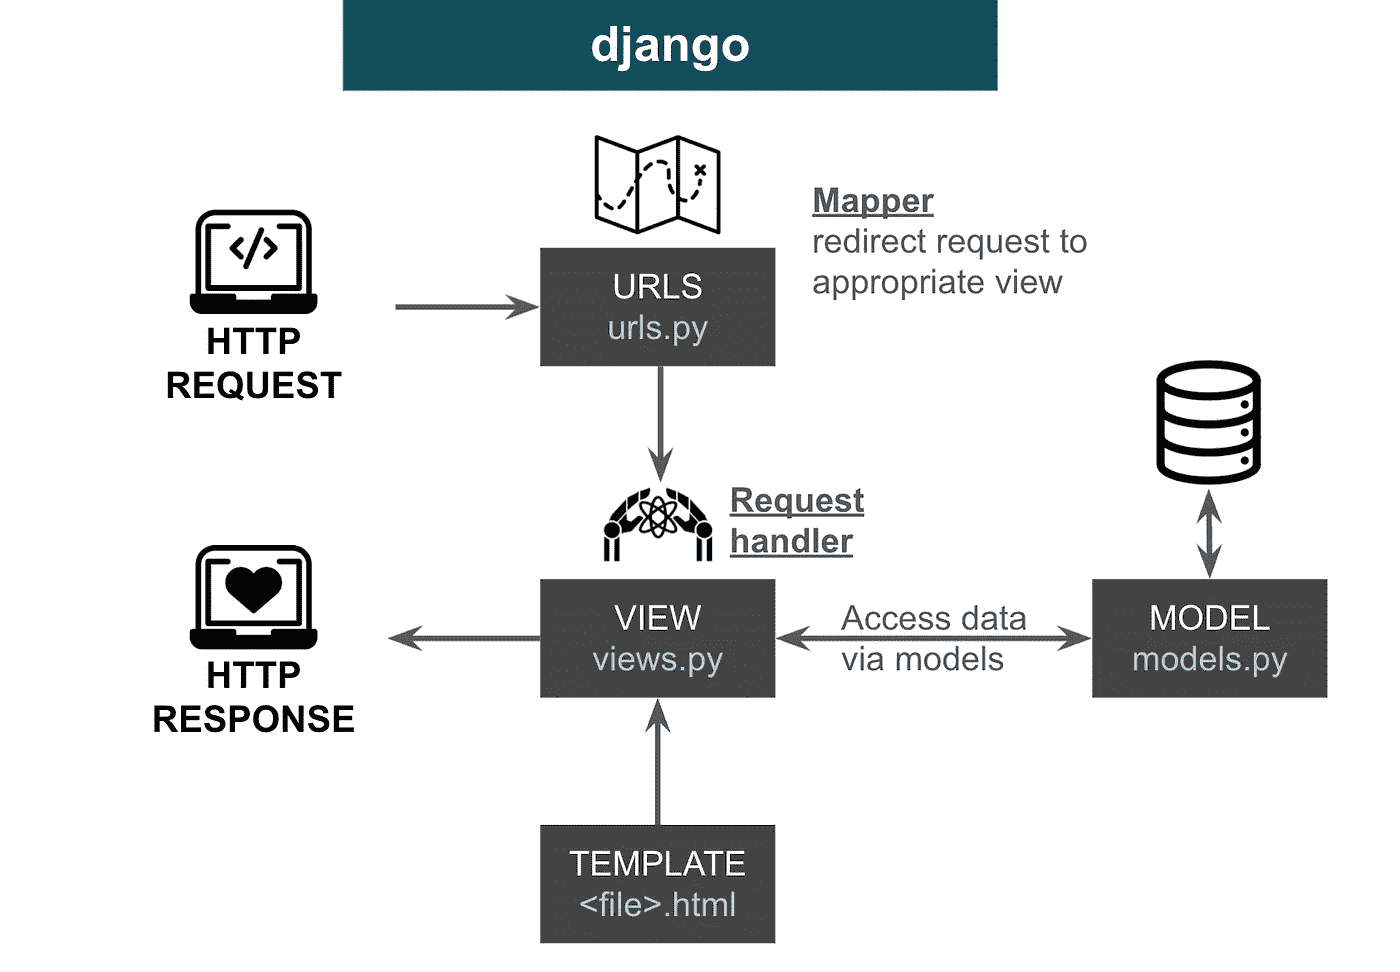 django
Mapper
redirect request to
appropriate view
URLS
urls.py
</>
HTTP
REQUEST
Request
handler
VIEW
views.py
Access data
via models
MODEL
models.py
HTTP
RESPONSE
TEMPLATE
<file>.html